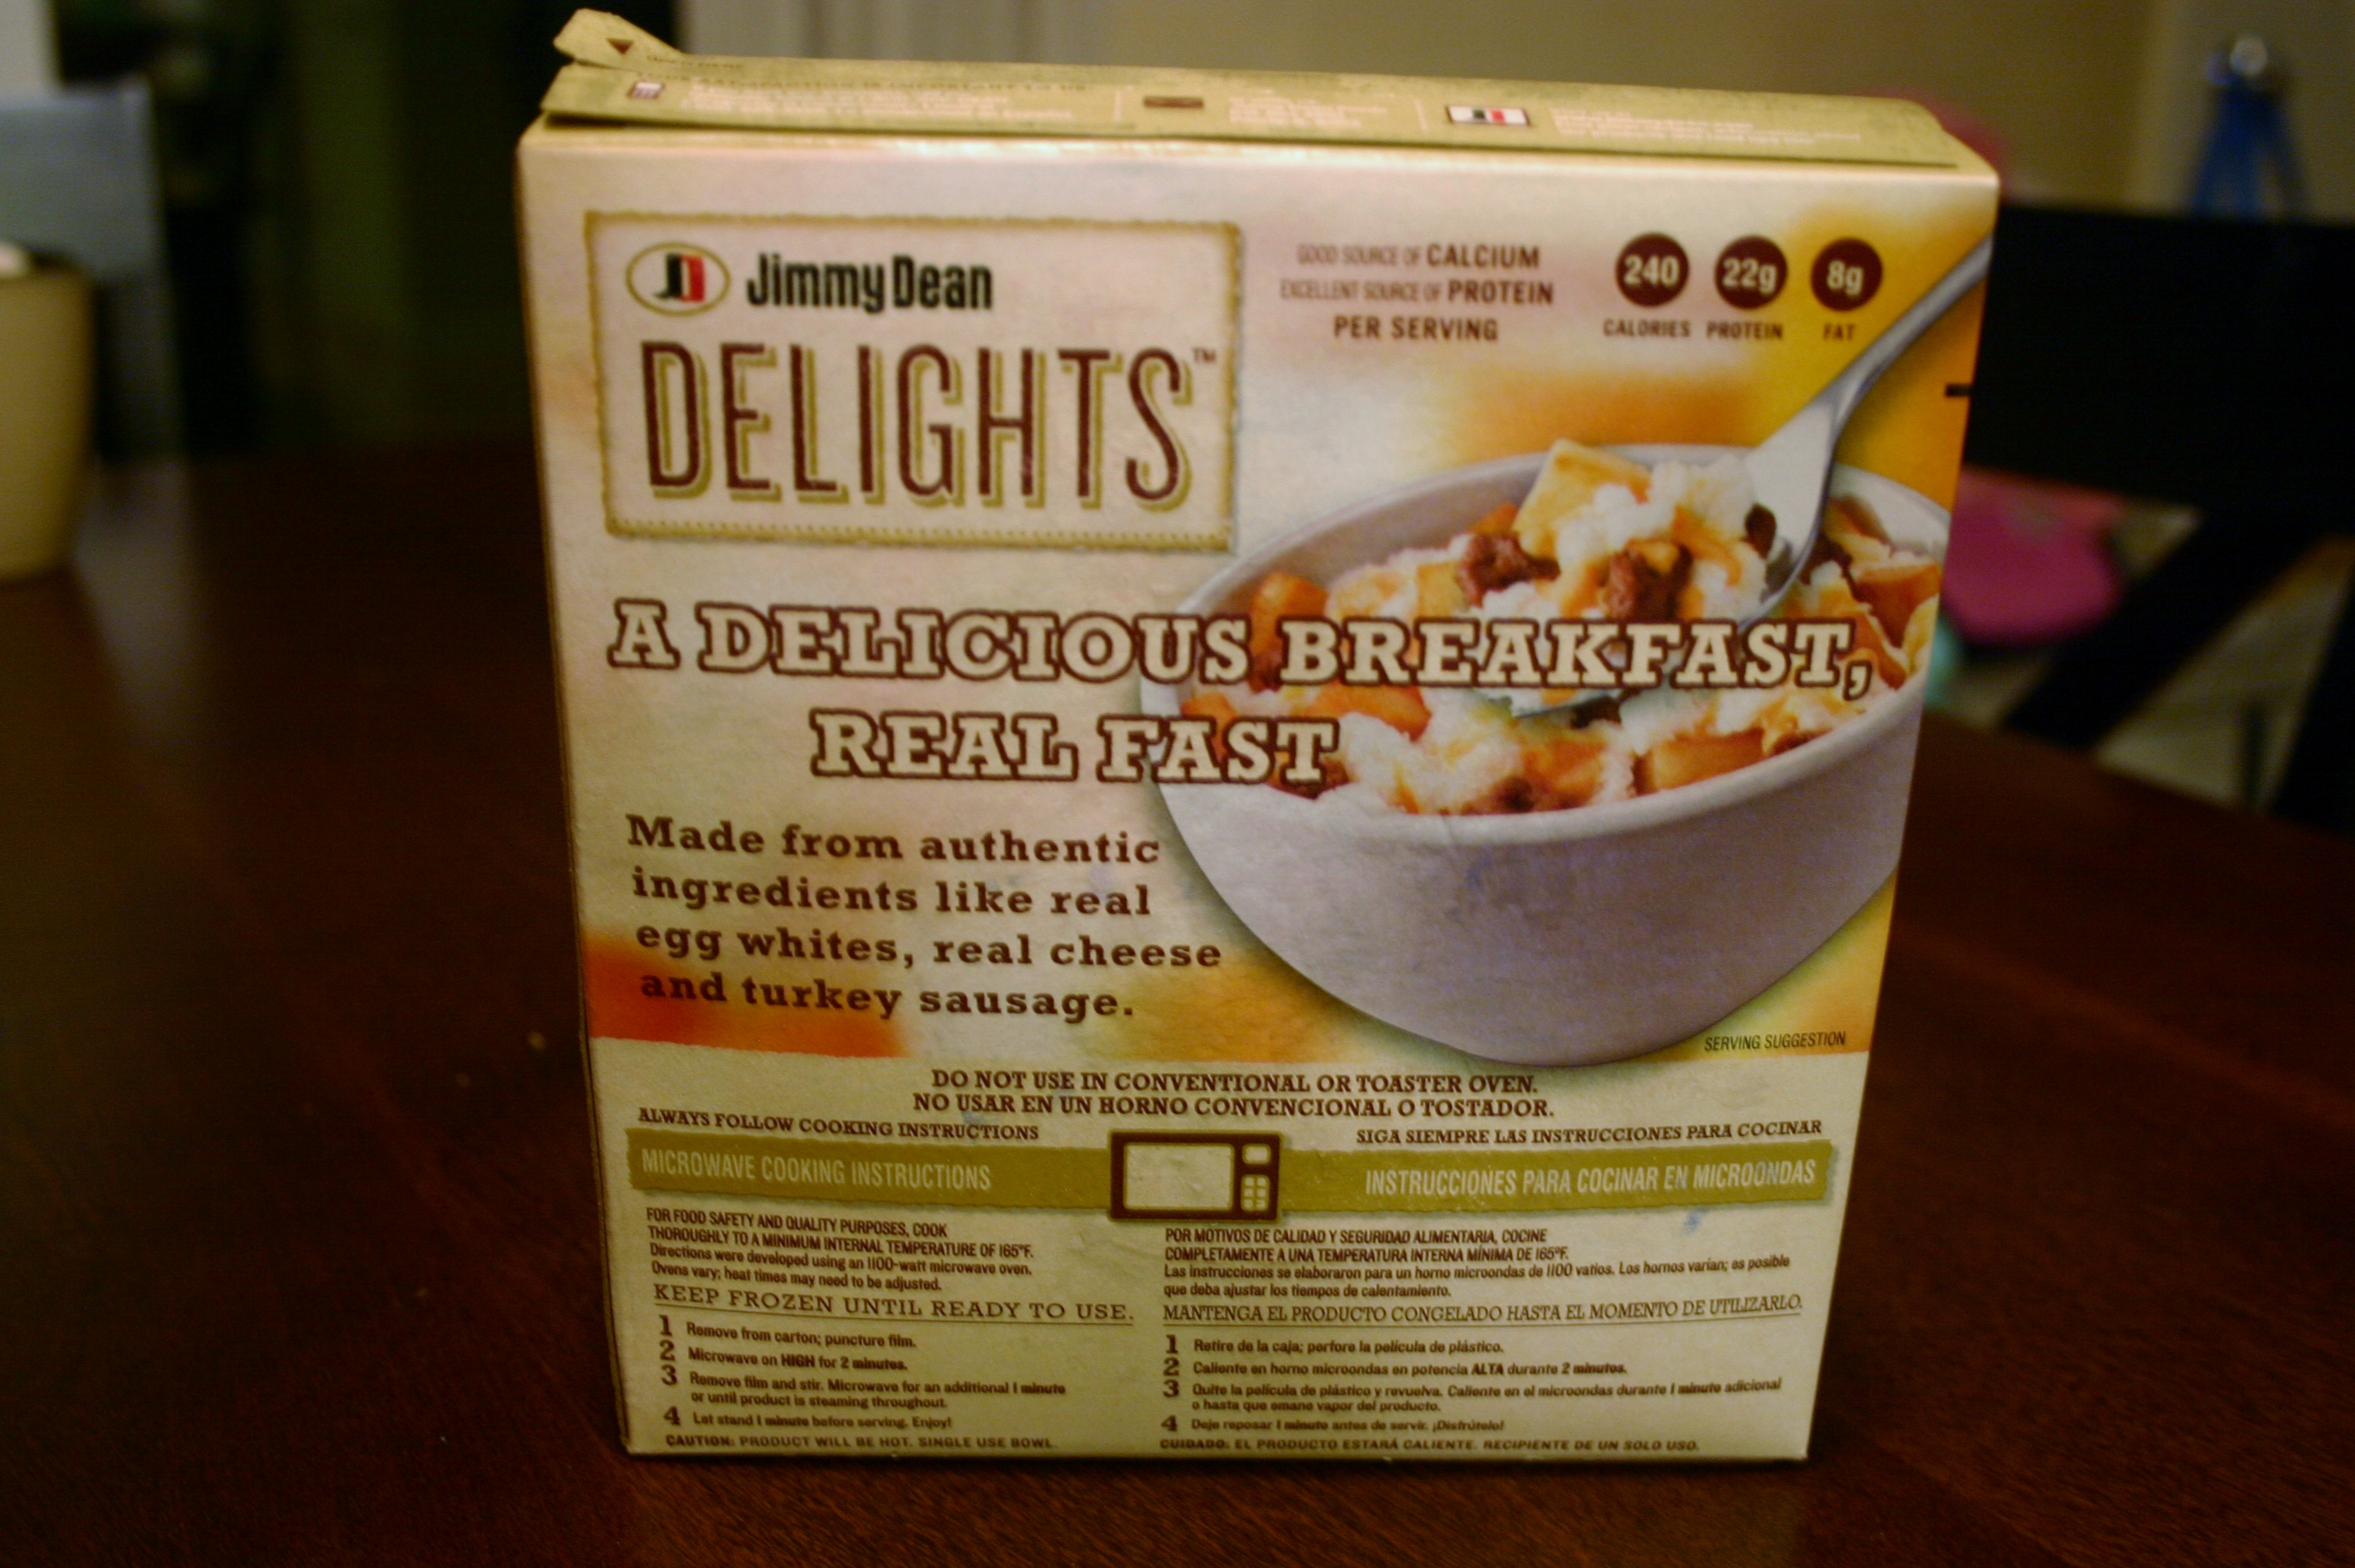 SATISFACTION IS IMPORTANT TO US
Jimmy Dean
DELIGHTS™
GOOD SOURCE OF CALCIUM
EXCELLENT SOURCE OF PROTEIN
PER SERVING
240 22g 8g
CALORIES PROTEIN FAT
A DELICIOUS BREAKFAST,
REAL FAST
Made from authentic
ingredients like real
egg whites, real cheese
and turkey sausage.
SERVING SUGGESTION
DO NOT USE IN CONVENTIONAL OR TOASTER OVEN.
NO USAR EN UN HORNO CONVENCIONAL O TOSTADOR.
ALWAYS FOLLOW COOKING INSTRUCTIONS
MICROWAVE COOKING INSTRUCTIONS
FOR FOOD SAFETY AND QUALITY PURPOSES, COOK
THOROUGHLY TO A MINIMUM INTERNAL TEMPERATURE OF 165°F.
Directions were developed using an 1100-watt microwave oven.
Ovens vary; heat times may need to be adjusted.
KEEP FROZEN UNTIL READY TO USE.
1 Remove from carton; puncture film.
2 Microwave on HIGH for 2 minutes.
3 Remove film and stir. Microwave for an additional 1 minute
or until product is steaming throughout.
4 Let stand 1 minute before serving. Enjoy!
CAUTION: PRODUCT WILL BE HOT. SINGLE USE BOWL.
SIGA SIEMPRE LAS INSTRUCCIONES PARA COCINAR
INSTRUCCIONES PARA COCINAR EN MICROONDAS
POR MOTIVOS DE CALIDAD Y SEGURIDAD ALIMENTARIA, COCINE
COMPLETAMENTE A UNA TEMPERATURA INTERNA MÍNIMA DE 165°F.
Las instrucciones se elaboraron para un horno microondas de 1100 vatios. Los hornos varían; es posible
que deba ajustar los tiempos de calentamiento.
MANTENGA EL PRODUCTO CONGELADO HASTA EL MOMENTO DE UTILIZARLO.
1 Retire de la caja; perfore la película de plástico.
2 Caliente en horno microondas en potencia ALTA durante 2 minutos.
3 Quite la película de plástico y revuelva. Caliente en el microondas durante 1 minuto adicional
o hasta que emane vapor del producto.
4 Deje reposar 1 minuto antes de servir. ¡Disfrútelo!
CUIDADO: EL PRODUCTO ESTARÁ CALIENTE. RECIPIENTE DE UN SOLO USO.